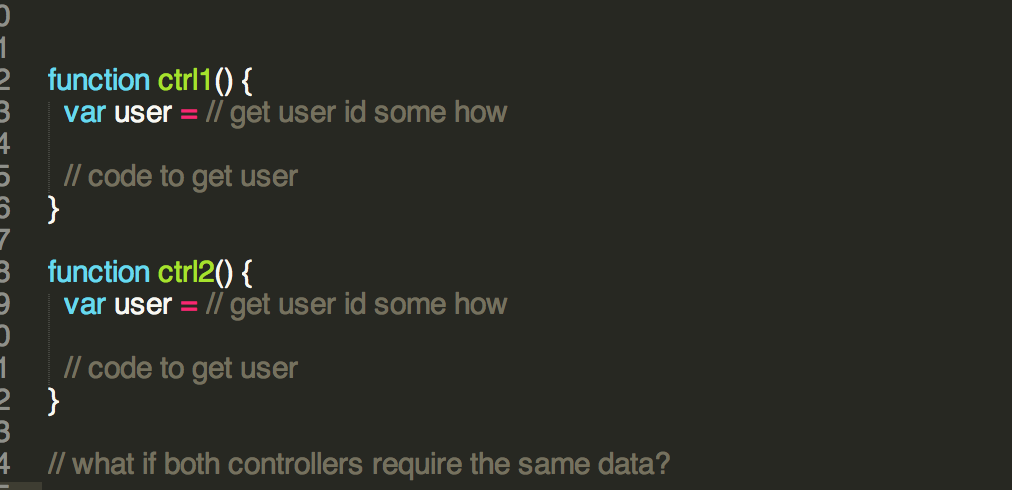 0
1
2 function ctrl1() {
3 var user = // get user id some how
4
5 // code to get user
6 }
7
8 function ctrl2() {
9 var user = // get user id some how
0
1 // code to get user
2 }
3
4 // what if both controllers require the same data?